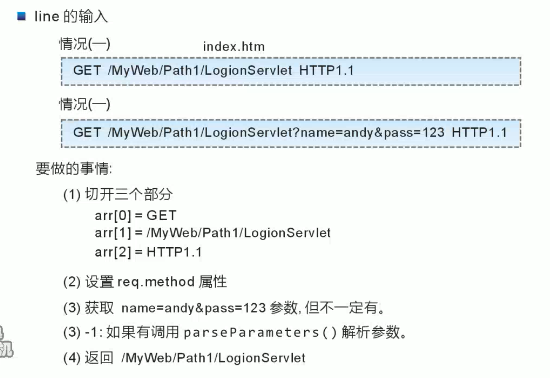 line 的输入
情况(一)
index.htm
GET /MyWeb/Path1/LogionServlet HTTP1.1
情况(一)
GET /MyWeb/Path1/LogionServlet?name=andy&pass=123 HTTP1.1
要做的事情:
(1) 切开三个部分
arr[0] = GET
arr[1] = /MyWeb/Path1/LogionServlet
arr[2] = HTTP1.1
(2) 设置 req.method 属性
(3) 获取 name=andy&pass=123 参数, 但不一定有。
(3) -1: 如果有调用 parseParameters() 解析参数。
(4) 返回 /MyWeb/Path1/LogionServlet